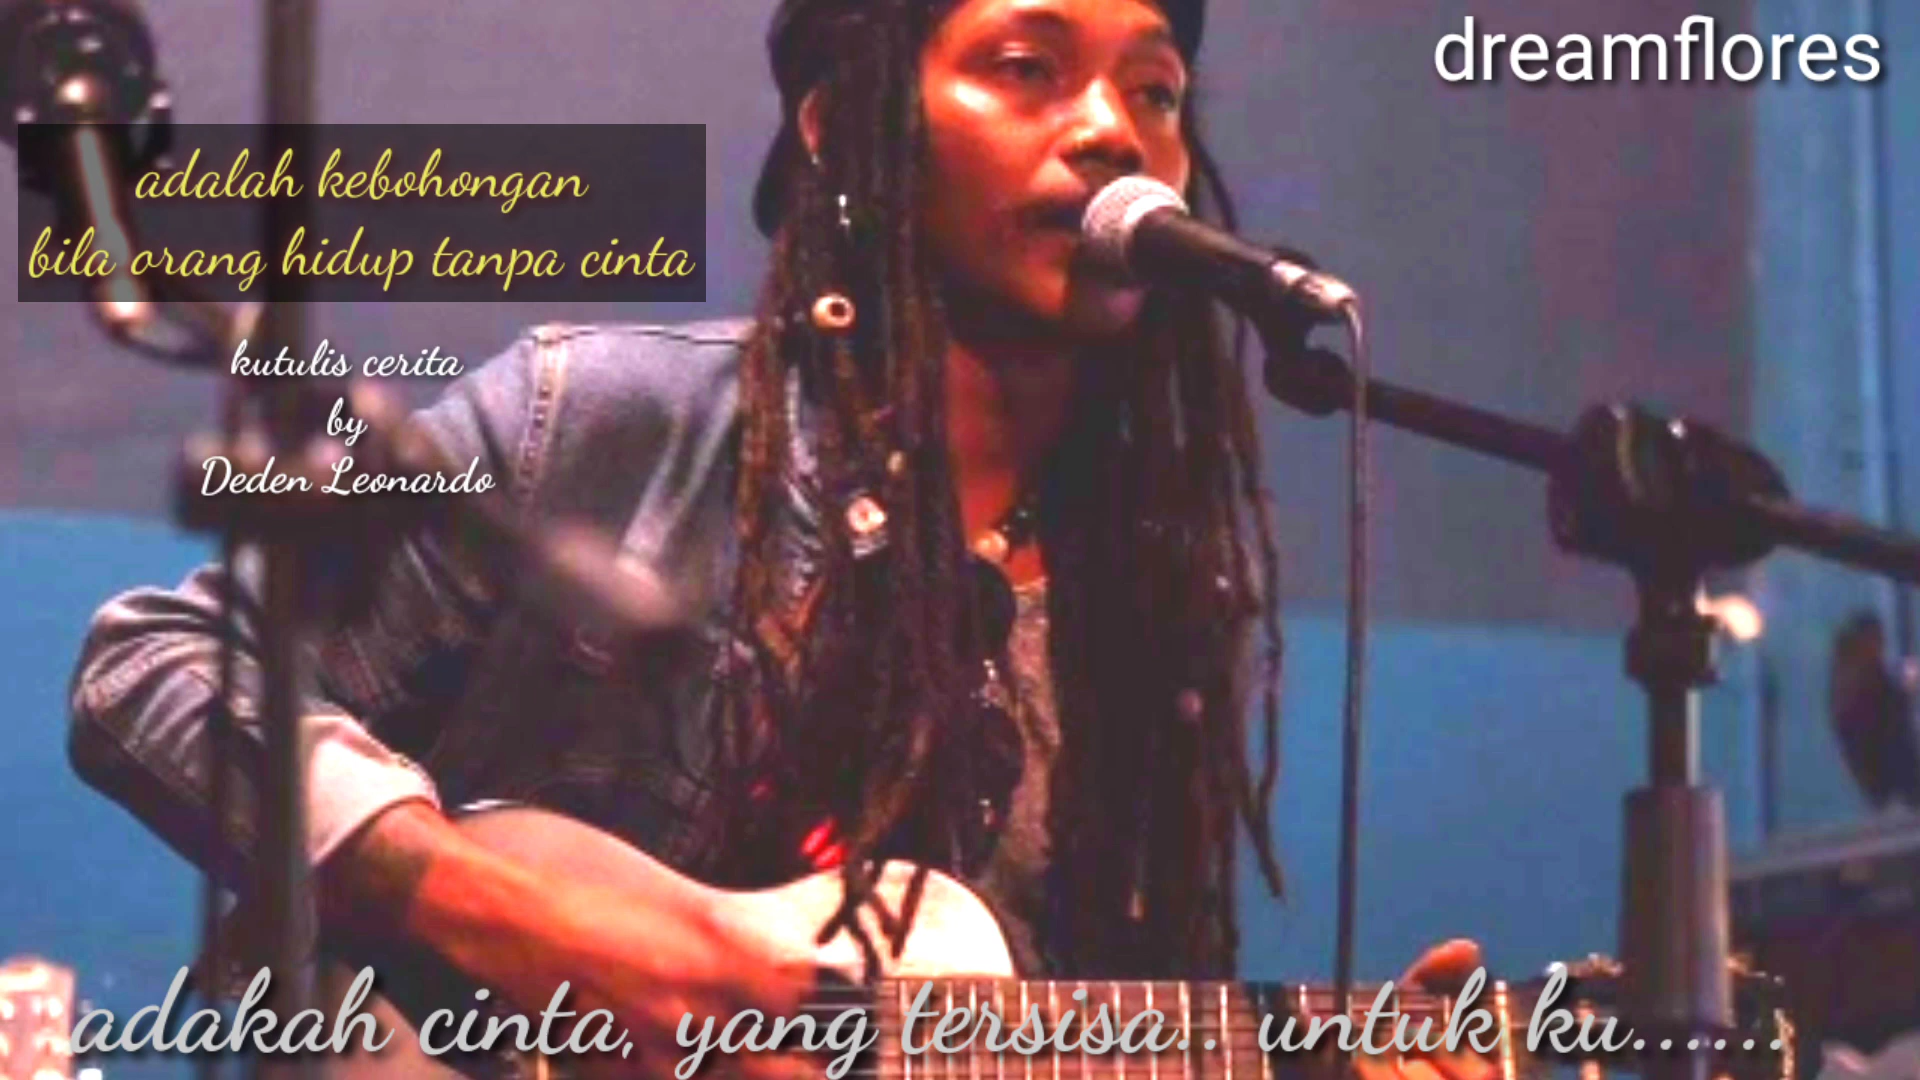 dreamflores
adalah kebohongan
bila orang hidup tanpa cinta
kutulis cerita
by
Deden Leonardo
adakah cinta, yang tersisa.. untuk ku......